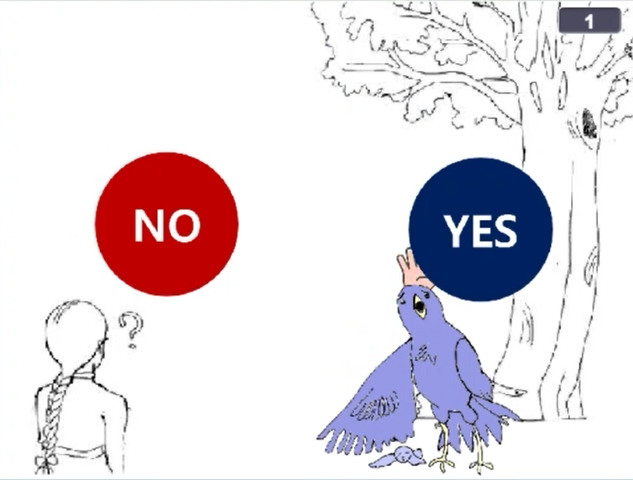 1
NO
YES
?